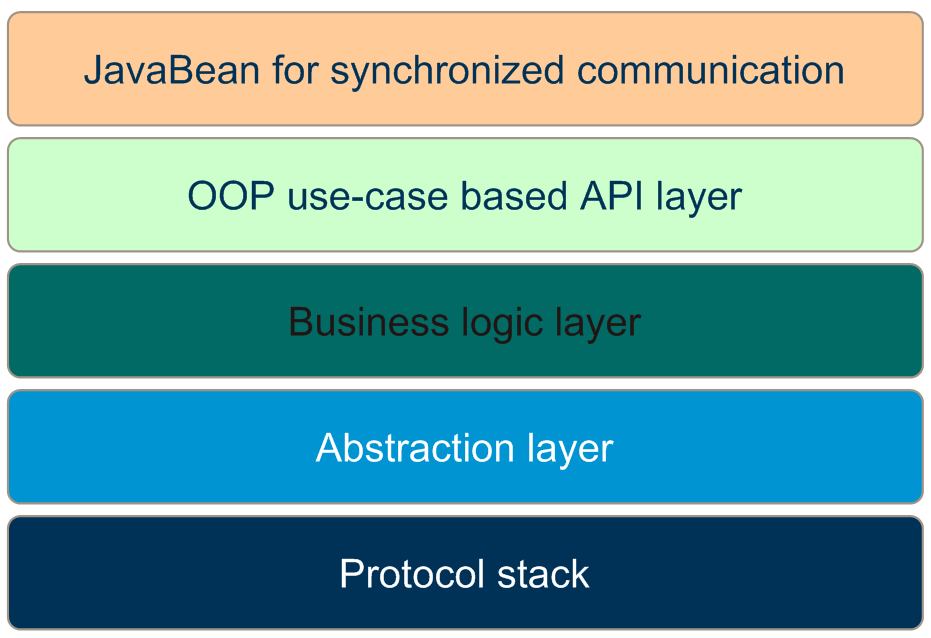 JavaBean for synchronized communication
OOP use-case based API layer
Business logic layer
Abstraction layer
Protocol stack